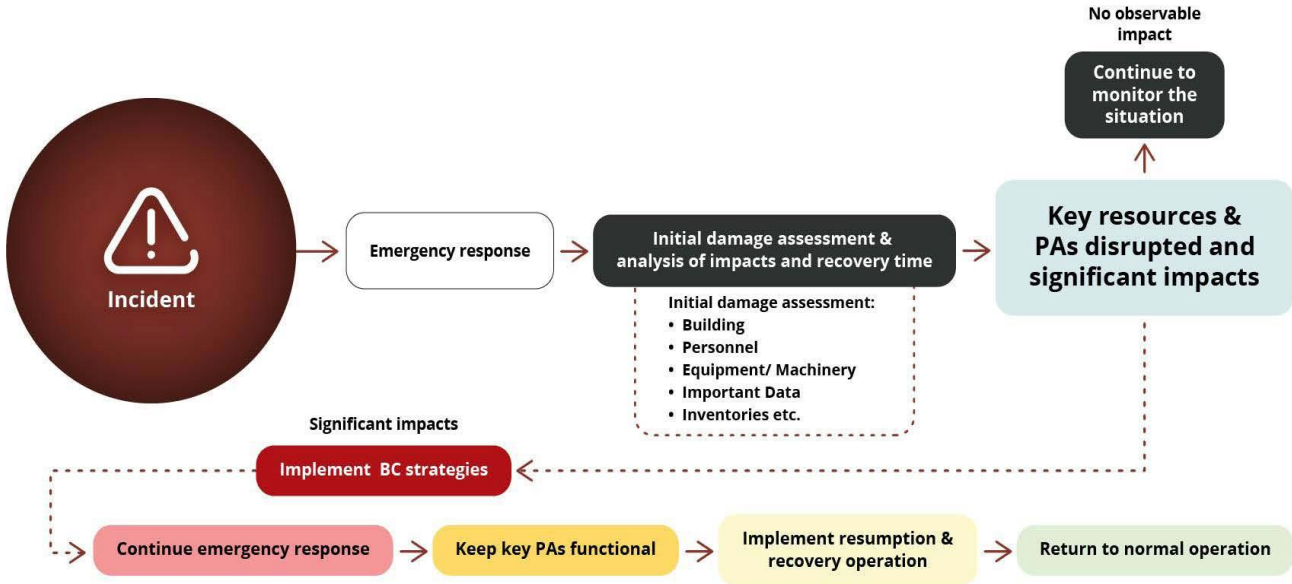 No observable
impact
Continue to
monitor the
situation
Incident
Emergency response
Initial damage assessment &
analysis of impacts and recovery time
Initial damage assessment:
• Building
• Personnel
• Equipment/ Machinery
• Important Data
• Inventories etc.
Key resources &
PAs disrupted and
significant impacts
Significant impacts
Implement BC strategies
Continue emergency response
Keep key PAs functional
Implement resumption &
recovery operation
Return to normal operation